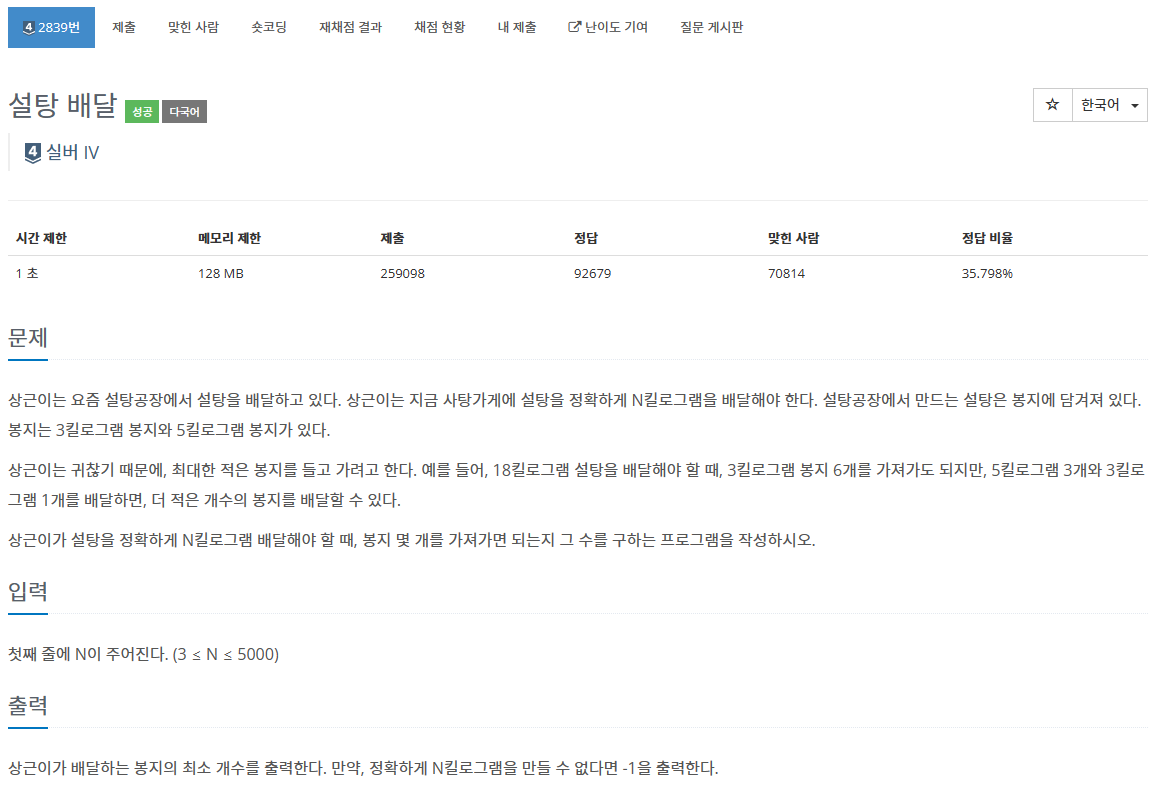 4 2839번 제출 맞힌 사람 숏코딩 재채점 결과 채점 현황 내 제출 난이도 기여 질문 게시판
설탕 배달 성공 다국어 한국어
4 실버 IV
시간 제한 메모리 제한 제출 정답 맞힌 사람 정답 비율
1 초 128 MB 259098 92679 70814 35.798%
문제
상근이는 요즘 설탕공장에서 설탕을 배달하고 있다. 상근이는 지금 사탕가게에 설탕을 정확하게 N킬로그램을 배달해야 한다. 설탕공장에서 만드는 설탕은 봉지에 담겨져 있다.
봉지는 3킬로그램 봉지와 5킬로그램 봉지가 있다.
상근이는 귀찮기 때문에, 최대한 적은 봉지를 들고 가려고 한다. 예를 들어, 18킬로그램 설탕을 배달해야 할 때, 3킬로그램 봉지 6개를 가져가도 되지만, 5킬로그램 3개와 3킬로
그램 1개를 배달하면, 더 적은 개수의 봉지를 배달할 수 있다.
상근이가 설탕을 정확하게 N킬로그램 배달해야 할 때, 봉지 몇 개를 가져가면 되는지 그 수를 구하는 프로그램을 작성하시오.
입력
첫째 줄에 N이 주어진다. (3 ≤ N ≤ 5000)
출력
상근이가 배달하는 봉지의 최소 개수를 출력한다. 만약, 정확하게 N킬로그램을 만들 수 없다면 -1을 출력한다.